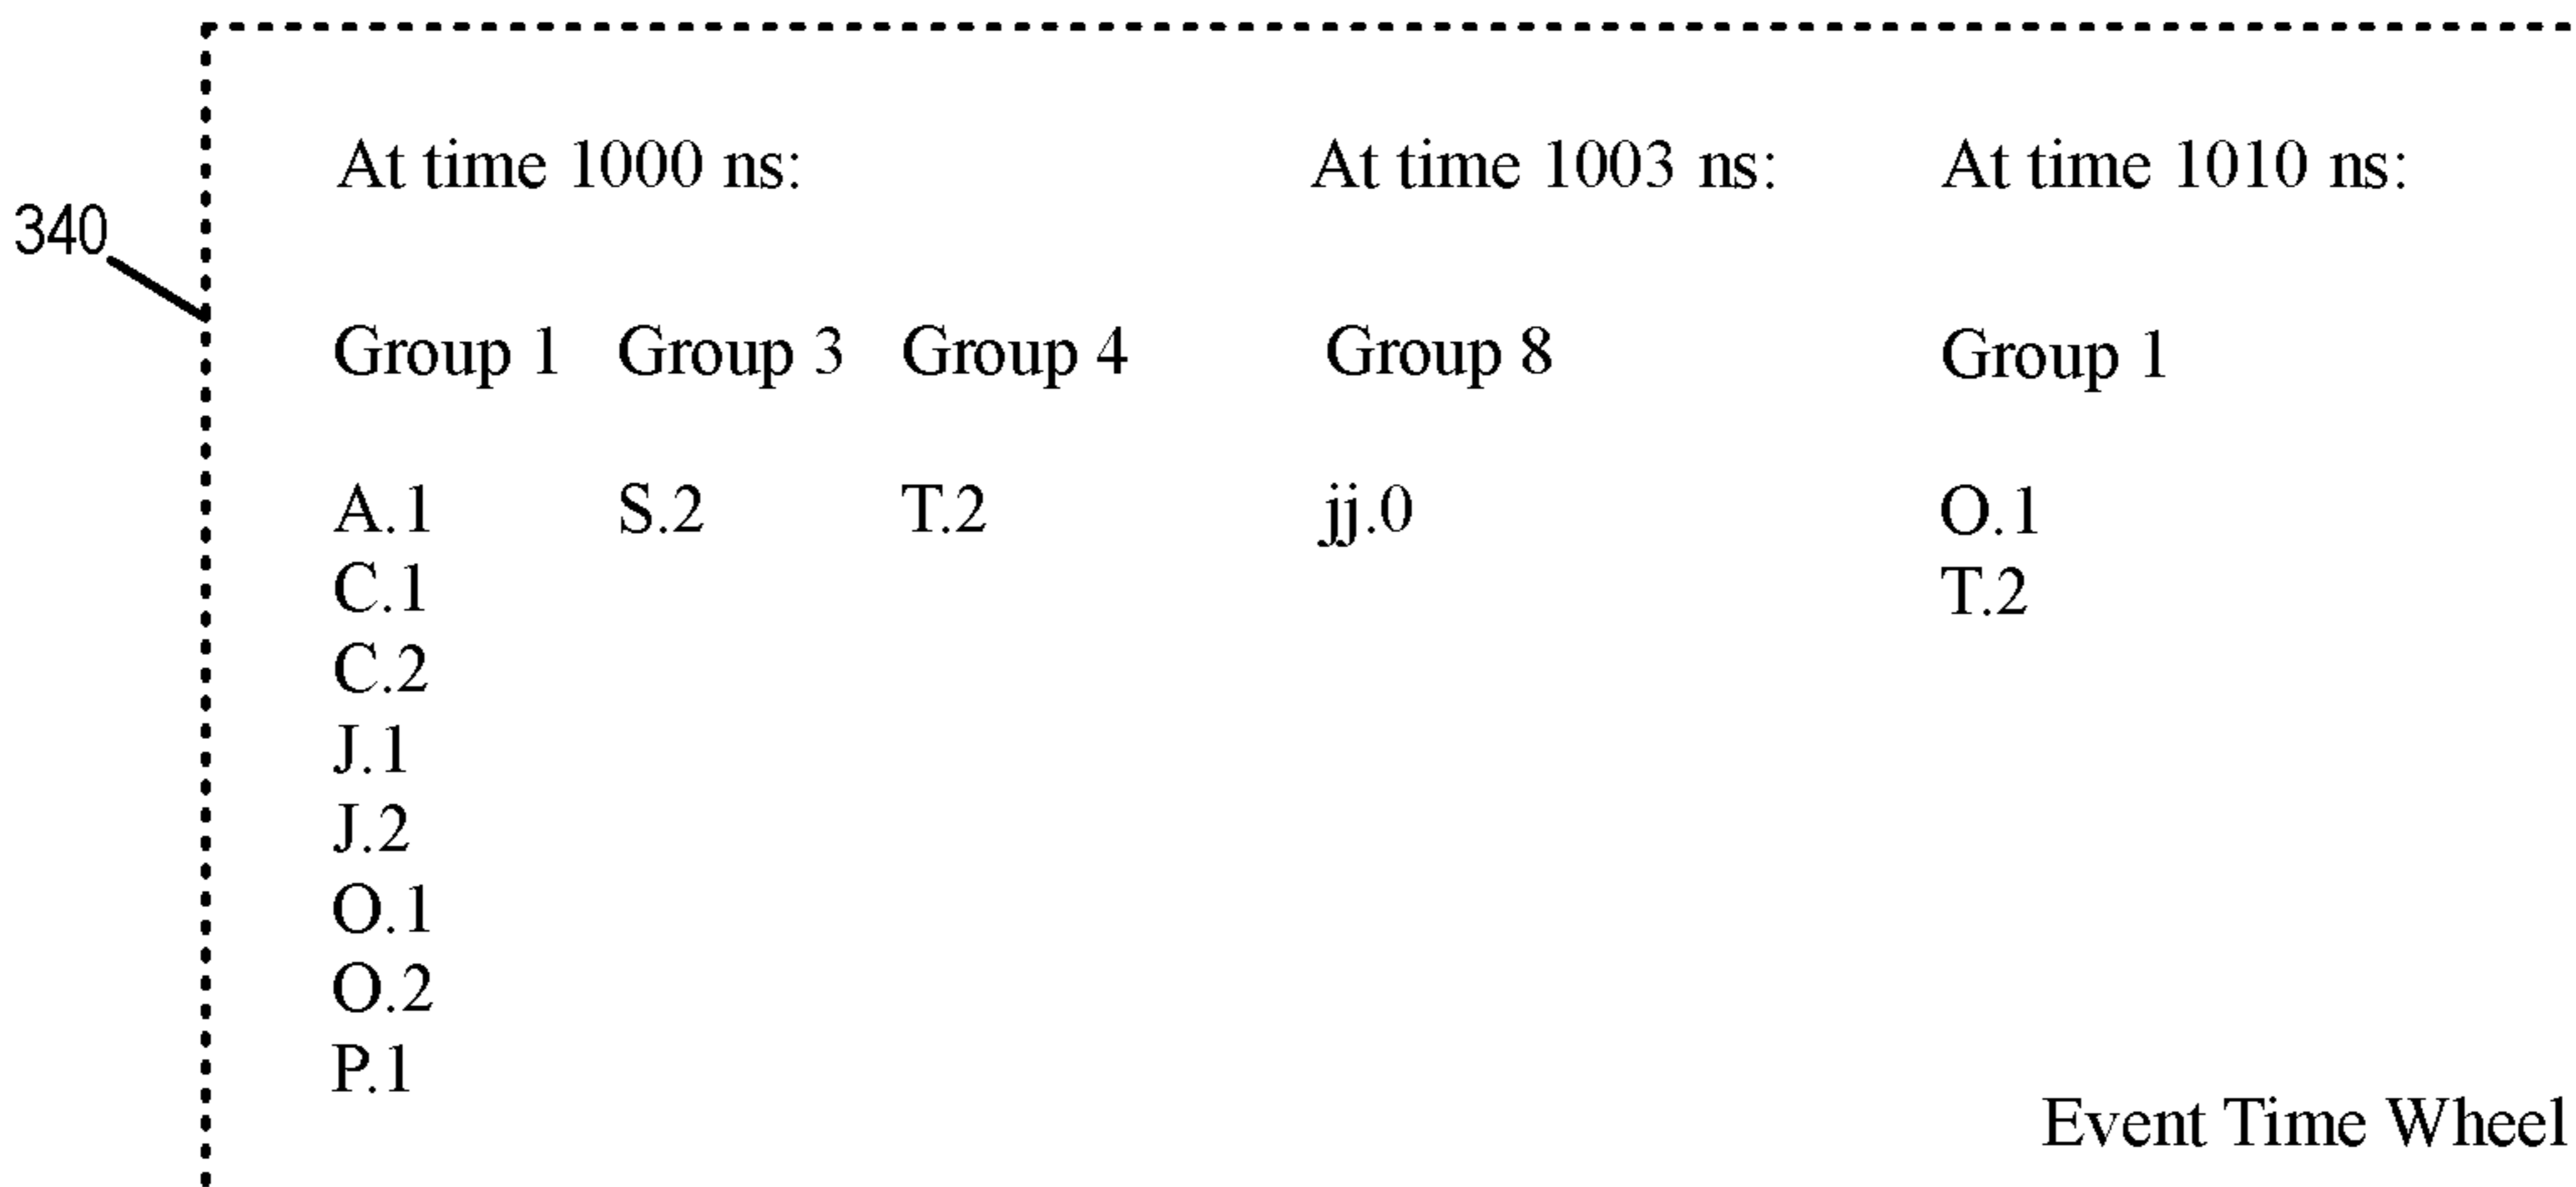 At time 1000 ns: At time 1003 ns: At time 1010 ns:
340
Group 1 Group 3 Group 4 Group 8 Group 1
A.1 S.2 T.2 jj.0 O.1
C.1 T.2
C.2
J.1
J.2
O.1
O.2
P.1
Event Time Wheel